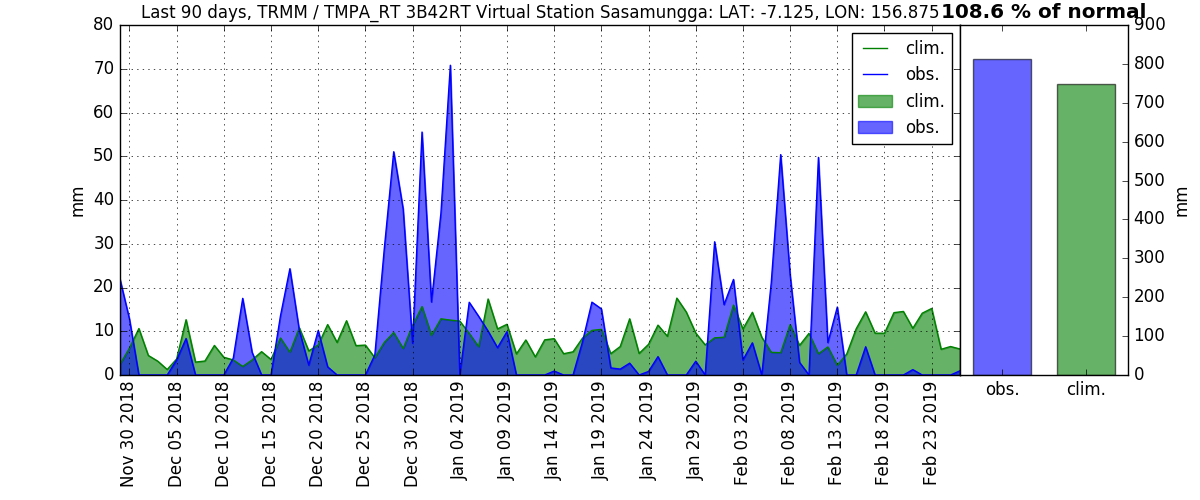 Last 90 days, TRMM / TMPA_RT 3B42RT Virtual Station Sasamungga: LAT: -7.125, LON: 156.875
108.6 % of normal
80
70
60
50
40
30
20
10
0
mm
clim.
obs.
clim.
obs.
Nov 30 2018
Dec 05 2018
Dec 10 2018
Dec 15 2018
Dec 20 2018
Dec 25 2018
Dec 30 2018
Jan 04 2019
Jan 09 2019
Jan 14 2019
Jan 19 2019
Jan 24 2019
Jan 29 2019
Feb 03 2019
Feb 08 2019
Feb 13 2019
Feb 18 2019
Feb 23 2019
900
800
700
600
500
400
300
200
100
0
mm
obs.
clim.